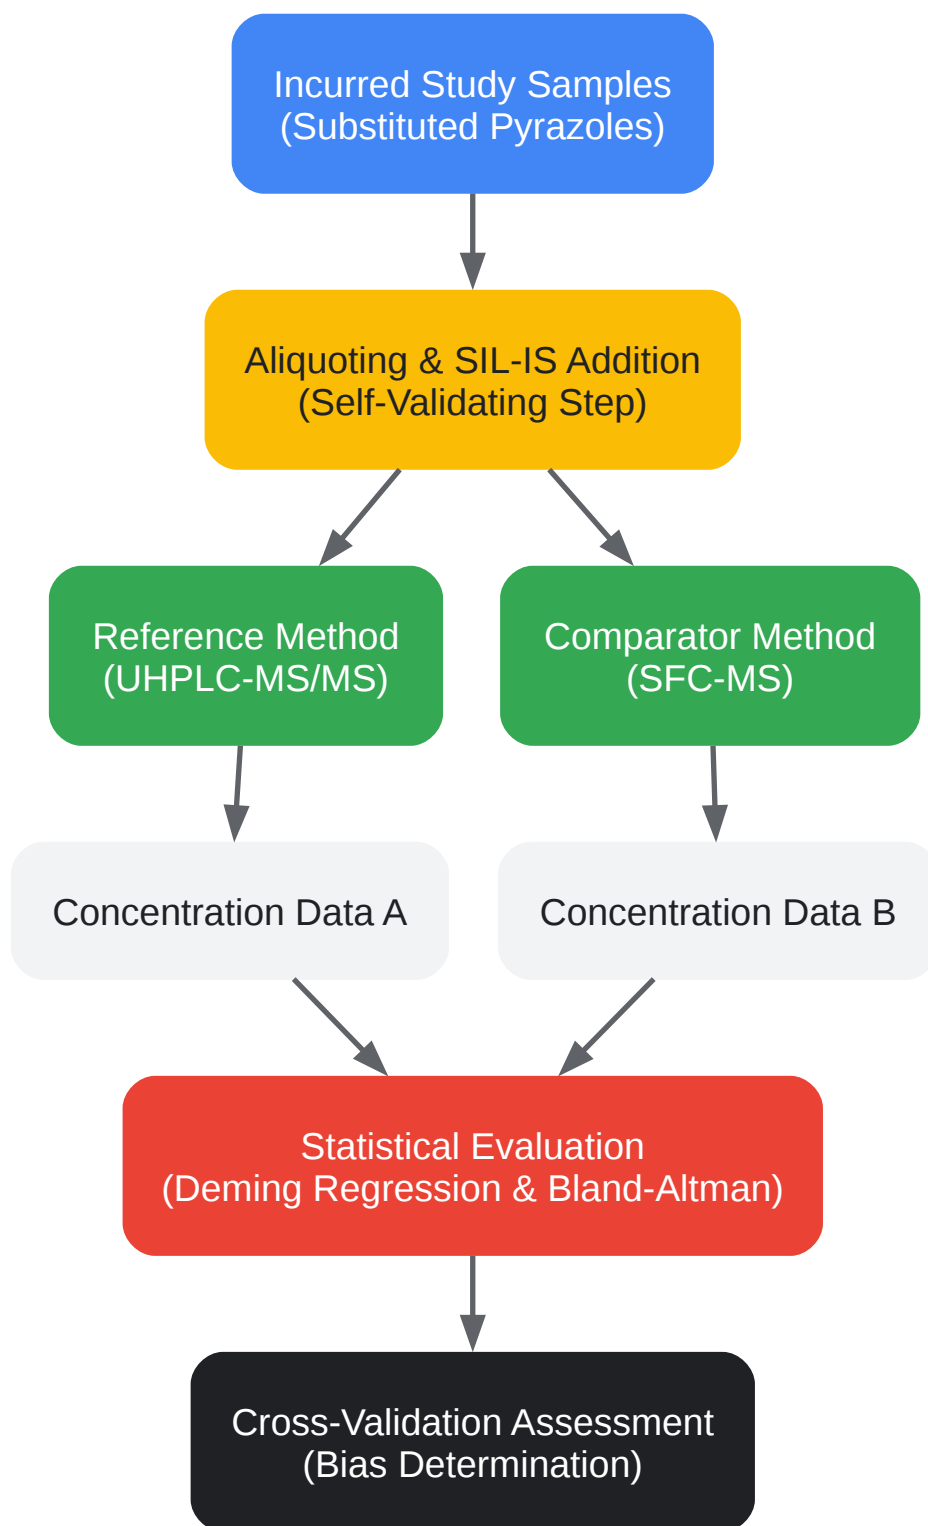 Incurred Study Samples
(Substituted Pyrazoles)
Aliquoting & SIL-IS Addition
(Self-Validating Step)
Reference Method
(UHPLC-MS/MS)
Comparator Method
(SFC-MS)
Concentration Data A
Concentration Data B
Statistical Evaluation
(Deming Regression & Bland-Altman)
Cross-Validation Assessment
(Bias Determination)